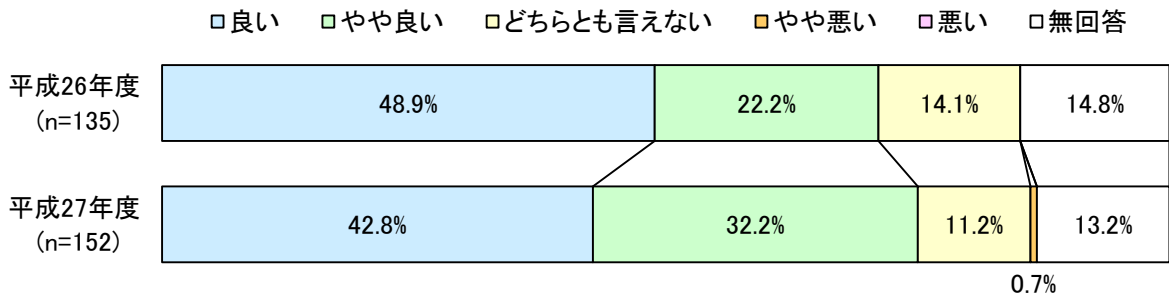 良い やや良い どちらとも言えない やや悪い 悪い 無回答
平成26年度
(n=135)
48.9% 22.2% 14.1% 14.8%
平成27年度
(n=152)
42.8% 32.2% 11.2% 13.2%
0.7%